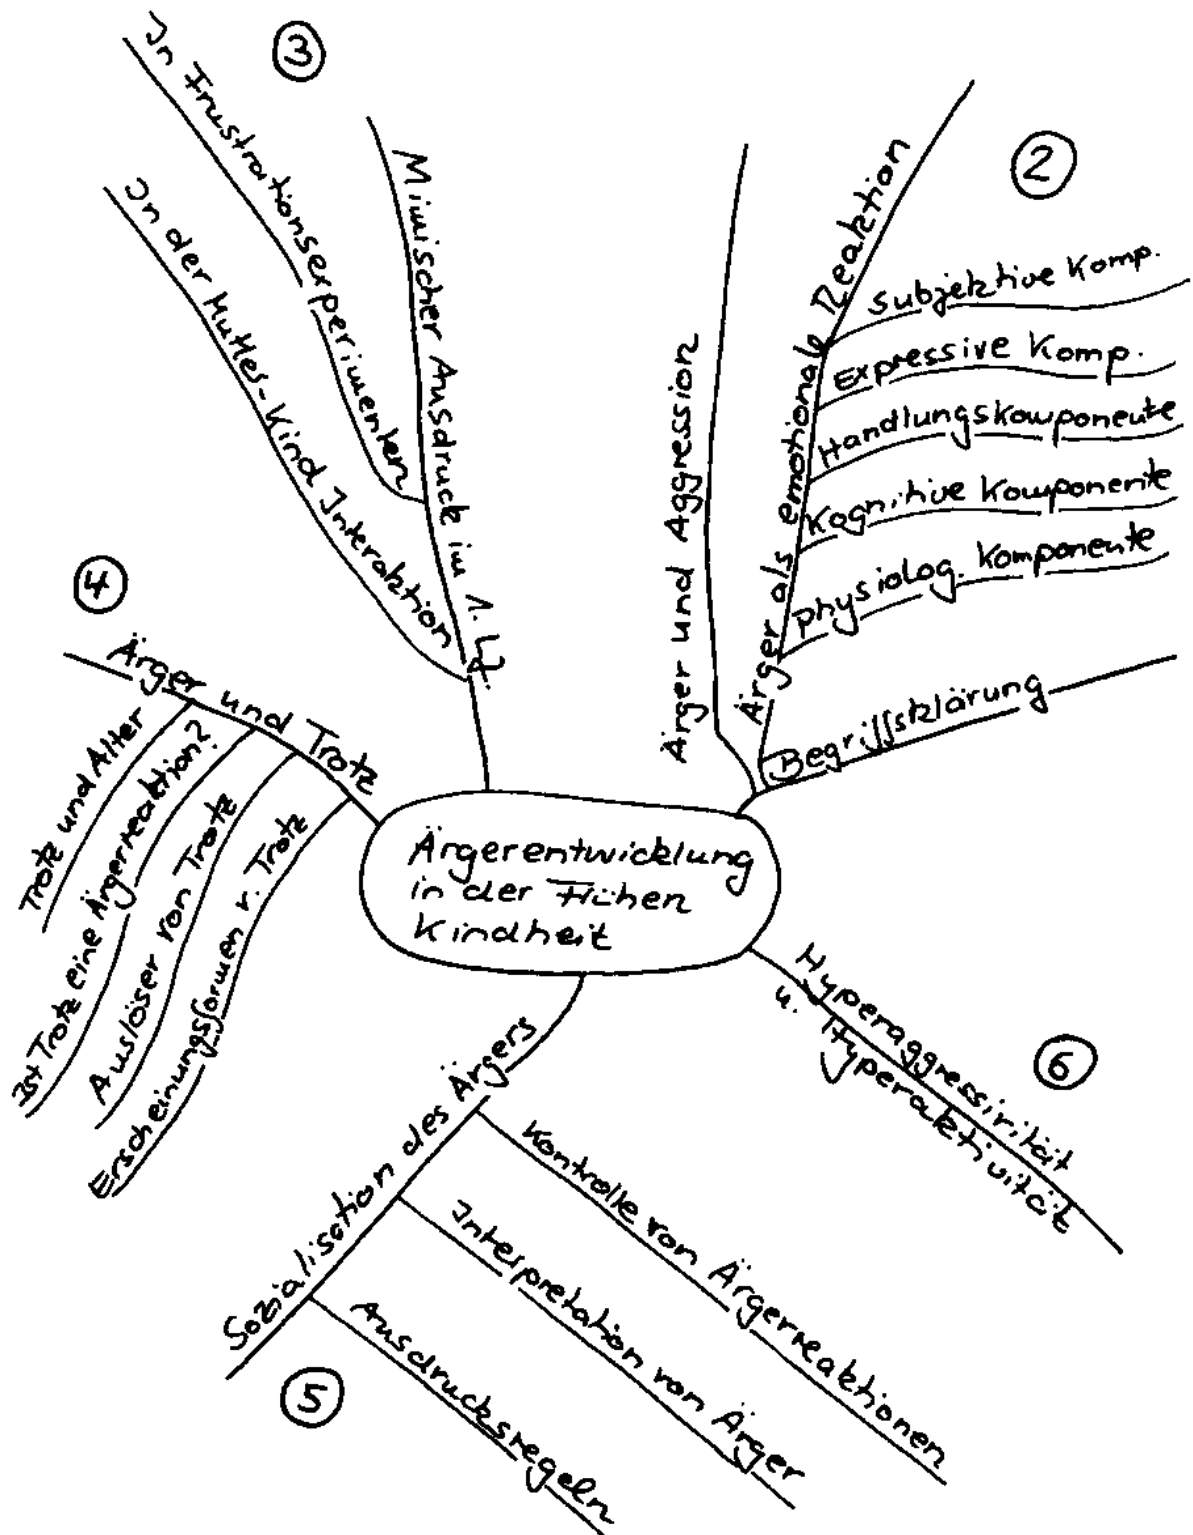 Ärgerentwicklung
in der Frühen
Kindheit
2
Begriffsklärung
Ärger als emotionale Reaktion
Subjektive Komp.
Expressive Komp.
Handlungskomponente
Kognitive Komponente
Physiolog. Komponente
Ärger und Aggression
3
Mimischer Ausdruck im 1. Lj.
In Frustrationsexperimenten
In der Mutter-Kind Interaktion
4
Ärger und Trotz
Trotz und Alter
Ist Trotz eine Ärgerreaktion?
Auslöser von Trotz
Erscheinungsformen v. Trotz
5
Sozialisation des Ärgers
Kontrolle von Ärgerreaktionen
Interpretation von Ärger
Ausdrucksregeln
6
Hyperaggressivität
u. Hyperaktivität